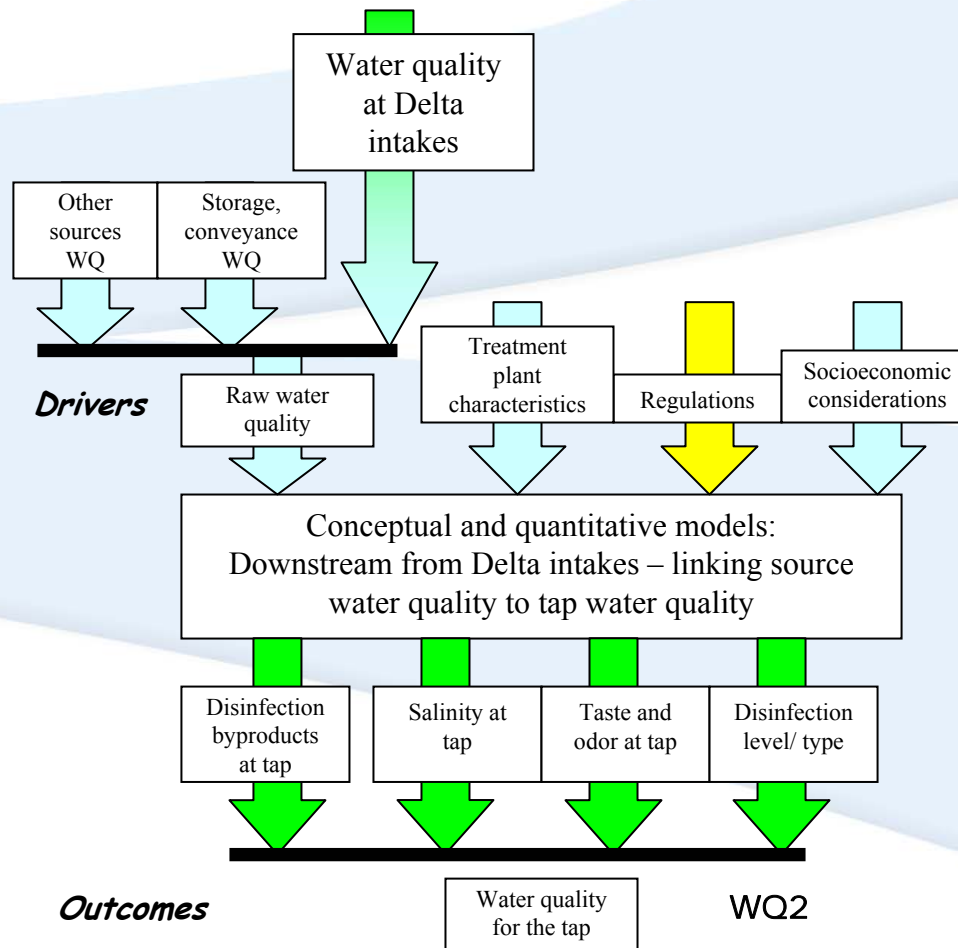 Water quality
at Delta
intakes
Other
sources
WQ
Storage,
conveyance
WQ
Drivers
Raw water
quality
Treatment
plant
characteristics
Regulations
Socioeconomic
considerations
Conceptual and quantitative models:
Downstream from Delta intakes – linking source
water quality to tap water quality
Disinfection
byproducts
at tap
Salinity at
tap
Taste and
odor at tap
Disinfection
level/ type
Outcomes
Water quality
for the tap
WQ2